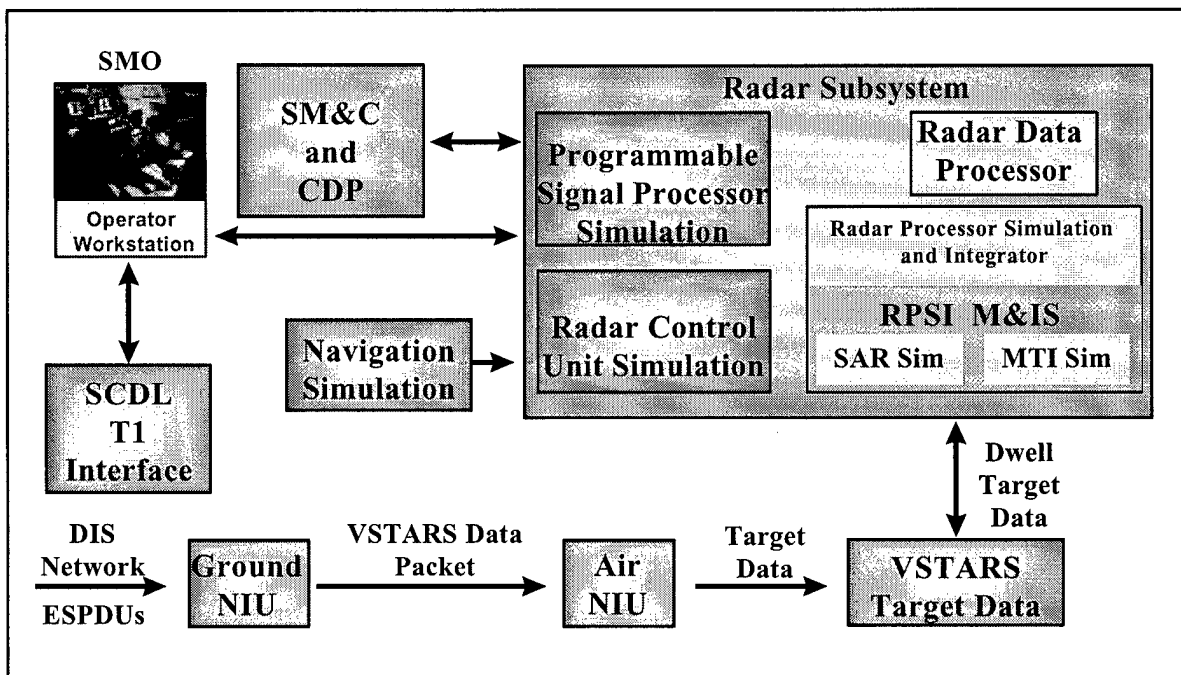 SMO
Operator
Workstation
SM&C
and
CDP
Radar Subsystem
Programmable
Signal Processor
Simulation
Radar Data
Processor
Radar Processor Simulation
and Integrator
RPSI M&IS
SAR Sim
MTI Sim
Radar Control
Unit Simulation
Navigation
Simulation
SCDL
T1
Interface
Dwell
Target
Data
DIS
Network
ESPDUs
Ground
NIU
VSTARS Data
Packet
Air
NIU
Target
Data
VSTARS
Target Data